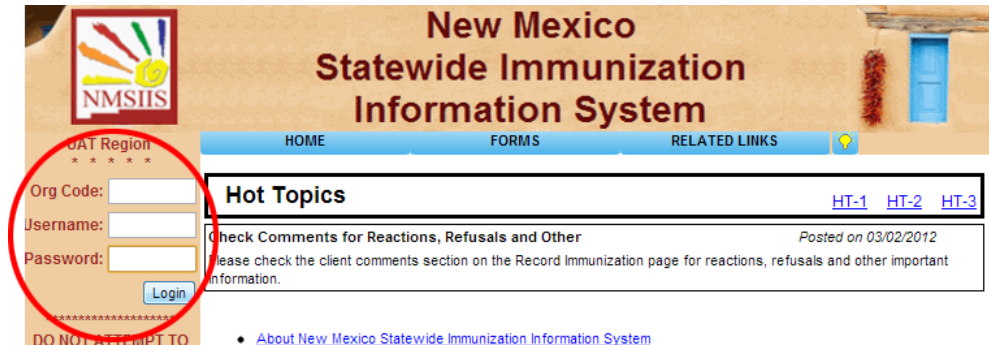 New Mexico
Statewide Immunization
Information System
NMSIIS
HOME FORMS RELATED LINKS
UAT Region
* * * * *
Org Code:
Username:
Password:
Login
********************
DO NOT ATTEMPT TO
Hot Topics HT-1 HT-2 HT-3
Check Comments for Reactions, Refusals and Other Posted on 03/02/2012
Please check the client comments section on the Record Immunization page for reactions, refusals and other important
information.
About New Mexico Statewide Immunization Information System